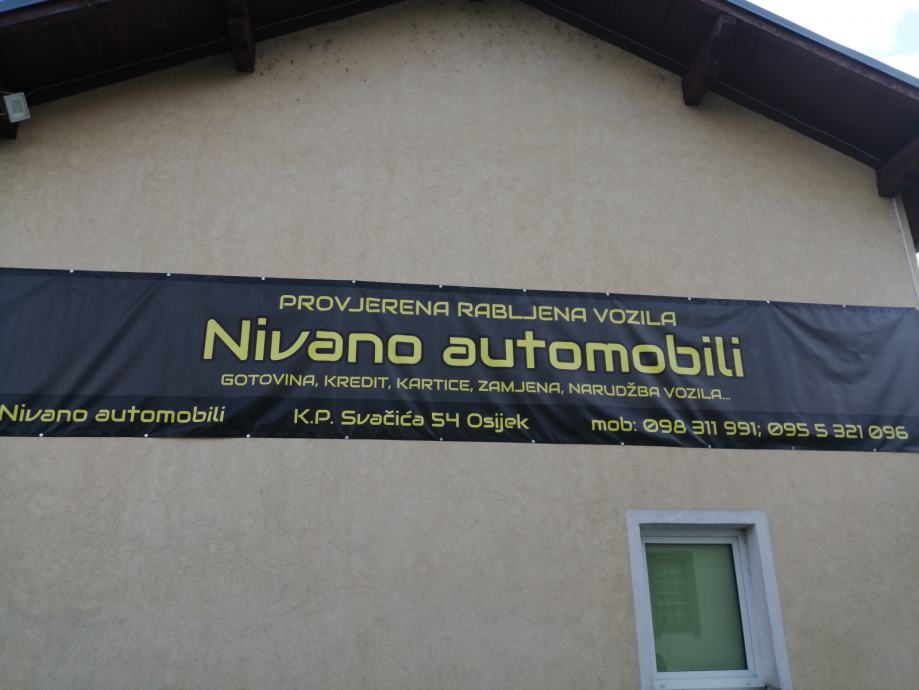 PROVJERENA RABLJENA VOZILA
Nivano automobili
GOTOVINA, KREDIT, KARTICE, ZAMJENA, NARUDŽBA VOZILA...
Nivano automobili K.P. Svačića 54 Osijek mob: 098 311 991; 095 5 321 096